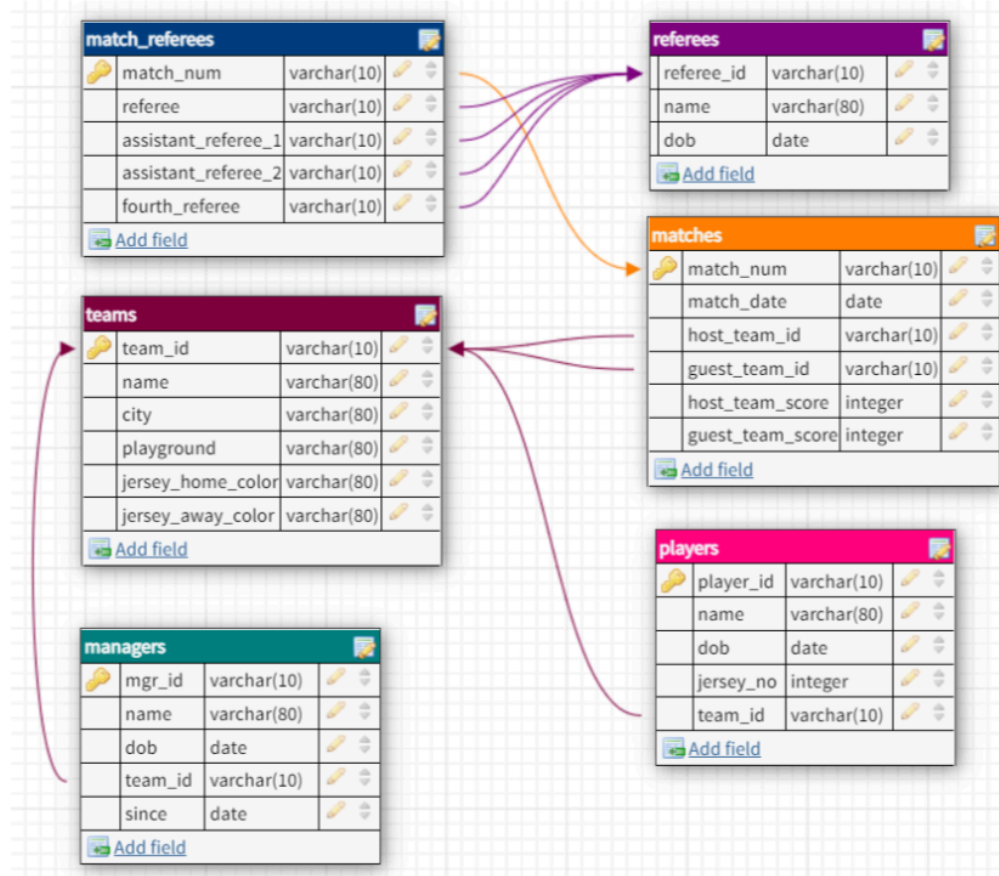 match_referees
match_num varchar(10)
referee varchar(10)
assistant_referee_1 varchar(10)
assistant_referee_2 varchar(10)
fourth_referee varchar(10)
Add field
referees
referee_id varchar(10)
name varchar(80)
dob date
Add field
matches
match_num varchar(10)
match_date date
host_team_id varchar(10)
guest_team_id varchar(10)
host_team_score integer
guest_team_score integer
Add field
teams
team_id varchar(10)
name varchar(80)
city varchar(80)
playground varchar(80)
jersey_home_color varchar(80)
jersey_away_color varchar(80)
Add field
players
player_id varchar(10)
name varchar(80)
dob date
jersey_no integer
team_id varchar(10)
Add field
managers
mgr_id varchar(10)
name varchar(80)
dob date
team_id varchar(10)
since date
Add field